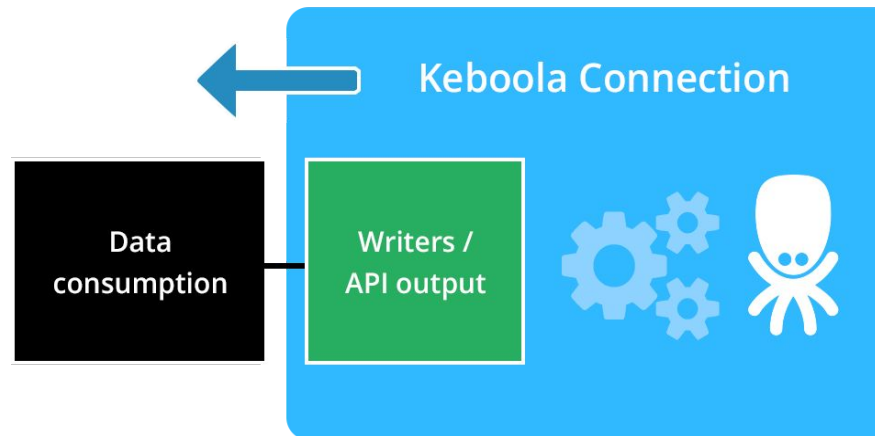 Keboola Connection
Data
consumption
Writers /
API output